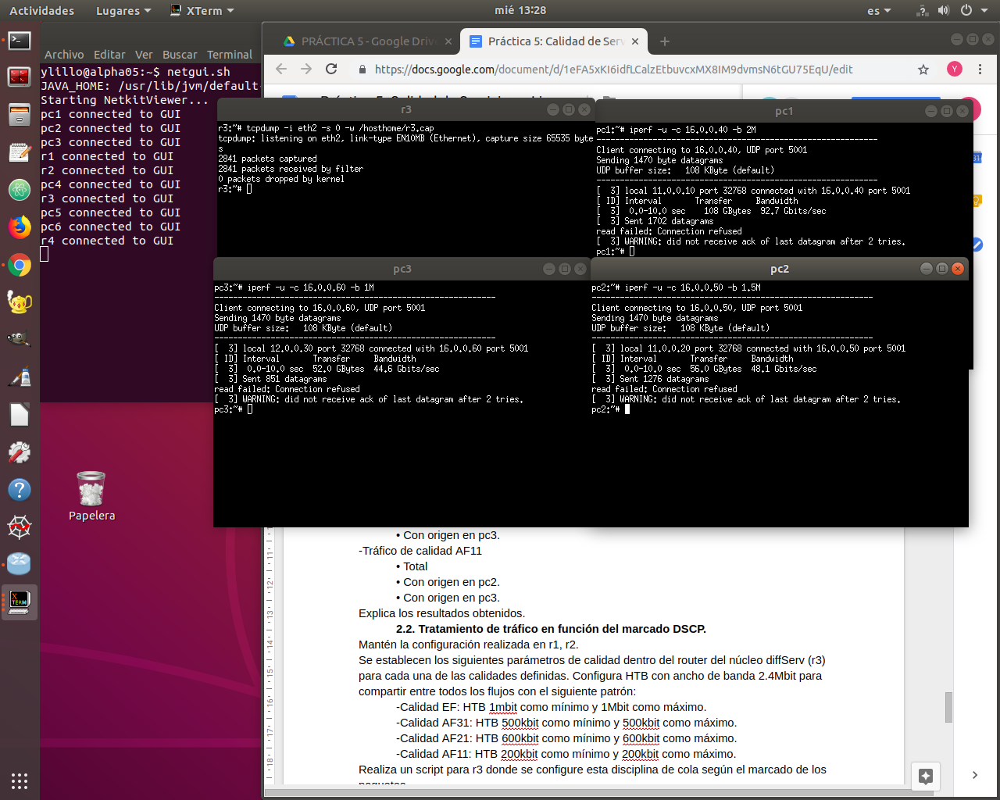 Actividades
Lugares
XTerm
mié 13:28
es
Archivo Editar Ver Buscar Terminal
ylillo@alpha05:~$ netgui.sh
JAVA_HOME: /usr/lib/jvm/default-
Starting NetkitViewer...
pc1 connected to GUI
pc2 connected to GUI
pc3 connected to GUI
r1 connected to GUI
r2 connected to GUI
pc4 connected to GUI
r3 connected to GUI
pc5 connected to GUI
pc6 connected to GUI
r4 connected to GUI
Papelera
PRÁCTICA 5 - Google Driv
Práctica 5: Calidad de Serv
https://docs.google.com/document/d/1eFA5xKI6idfLCalzEtbuvcxMX8IM9dvmsN6tGU75EqU/edit
Y
r3
r3:~# tcpdump -i eth2 -s 0 -w /hosthome/r3.cap
tcpdump: listening on eth2, link-type EN10MB (Ethernet), capture size 65535 byte
s
2841 packets captured
2841 packets received by filter
0 packets dropped by kernel
r3:~#
pc1
pc1:~# iperf -u -c 16.0.0.40 -b 2M
------------------------------------------------------------
Client connecting to 16.0.0.40, UDP port 5001
Sending 1470 byte datagrams
UDP buffer size:   108 KByte (default)
------------------------------------------------------------
[  3] local 11.0.0.10 port 32768 connected with 16.0.0.40 port 5001
[ ID] Interval       Transfer     Bandwidth
[  3]  0.0-10.0 sec    108 GBytes  92.7 Gbits/sec
[  3] Sent 1702 datagrams
read failed: Connection refused
[  3] WARNING: did not receive ack of last datagram after 2 tries.
pc1:~#
pc3
pc3:~# iperf -u -c 16.0.0.60 -b 1M
------------------------------------------------------------
Client connecting to 16.0.0.60, UDP port 5001
Sending 1470 byte datagrams
UDP buffer size:   108 KByte (default)
------------------------------------------------------------
[  3] local 12.0.0.30 port 32768 connected with 16.0.0.60 port 5001
[ ID] Interval       Transfer     Bandwidth
[  3]  0.0-10.0 sec  52.0 GBytes  44.6 Gbits/sec
[  3] Sent 851 datagrams
read failed: Connection refused
[  3] WARNING: did not receive ack of last datagram after 2 tries.
pc3:~#
pc2
pc2:~# iperf -u -c 16.0.0.50 -b 1.5M
------------------------------------------------------------
Client connecting to 16.0.0.50, UDP port 5001
Sending 1470 byte datagrams
UDP buffer size:   108 KByte (default)
------------------------------------------------------------
[  3] local 11.0.0.20 port 32768 connected with 16.0.0.50 port 5001
[ ID] Interval       Transfer     Bandwidth
[  3]  0.0-10.0 sec  56.0 GBytes  48.1 Gbits/sec
[  3] Sent 1276 datagrams
read failed: Connection refused
[  3] WARNING: did not receive ack of last datagram after 2 tries.
pc2:~#
• Con origen en pc3.
-Tráfico de calidad AF11
• Total
• Con origen en pc2.
• Con origen en pc3.
Explica los resultados obtenidos.
2.2. Tratamiento de tráfico en función del marcado DSCP.
Mantén la configuración realizada en r1, r2.
Se establecen los siguientes parámetros de calidad dentro del router del núcleo diffServ (r3)
para cada una de las calidades definidas. Configura HTB con ancho de banda 2.4Mbit para
compartir entre todos los flujos con el siguiente patrón:
-Calidad EF: HTB 1mbit como mínimo y 1Mbit como máximo.
-Calidad AF31: HTB 500kbit como mínimo y 500kbit como máximo.
-Calidad AF21: HTB 600kbit como mínimo y 600kbit como máximo.
-Calidad AF11: HTB 200kbit como mínimo y 200kbit como máximo.
Realiza un script para r3 donde se configure esta disciplina de cola según el marcado de los